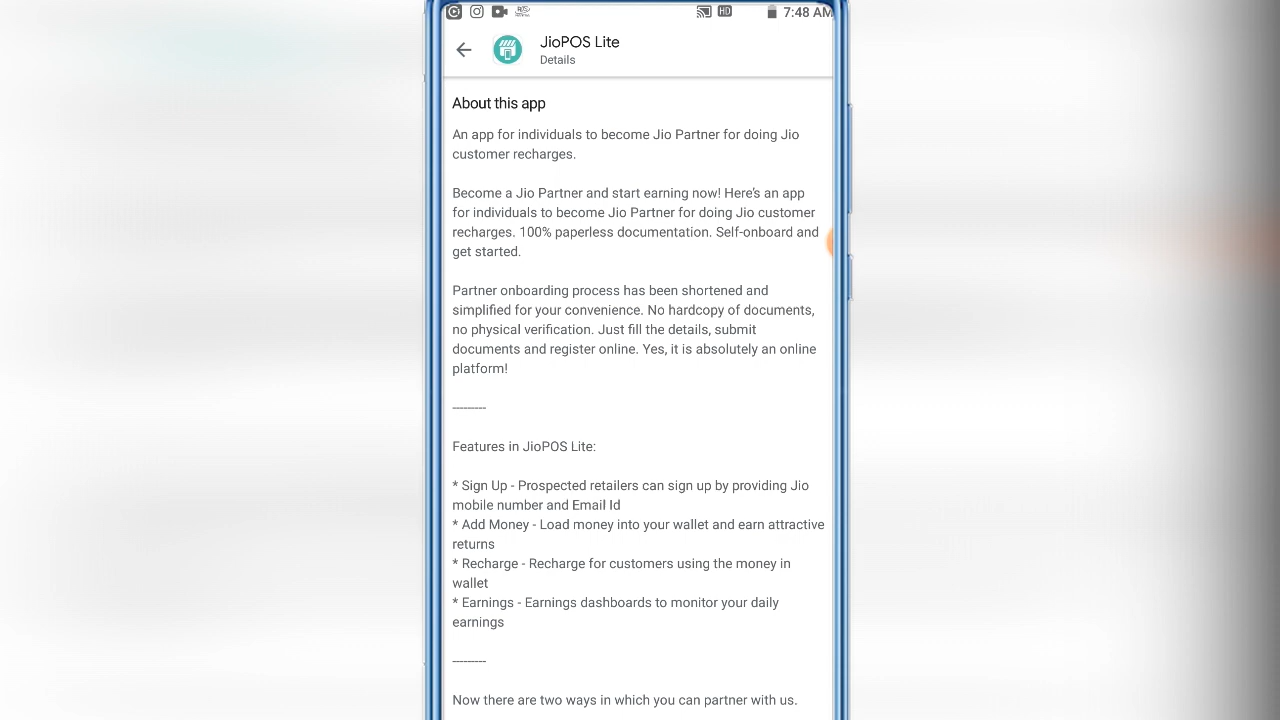 HD
7:48 AM
JioPOS Lite
Details
About this app
An app for individuals to become Jio Partner for doing Jio
customer recharges.
Become a Jio Partner and start earning now! Here's an app
for individuals to become Jio Partner for doing Jio customer
recharges. 100% paperless documentation. Self-onboard and
get started.
Partner onboarding process has been shortened and
simplified for your convenience. No hardcopy of documents,
no physical verification. Just fill the details, submit
documents and register online. Yes, it is absolutely an online
platform!
---------
Features in JioPOS Lite:
* Sign Up - Prospected retailers can sign up by providing Jio
mobile number and Email Id
* Add Money - Load money into your wallet and earn attractive
returns
* Recharge - Recharge for customers using the money in
wallet
* Earnings - Earnings dashboards to monitor your daily
earnings
---------
Now there are two ways in which you can partner with us.